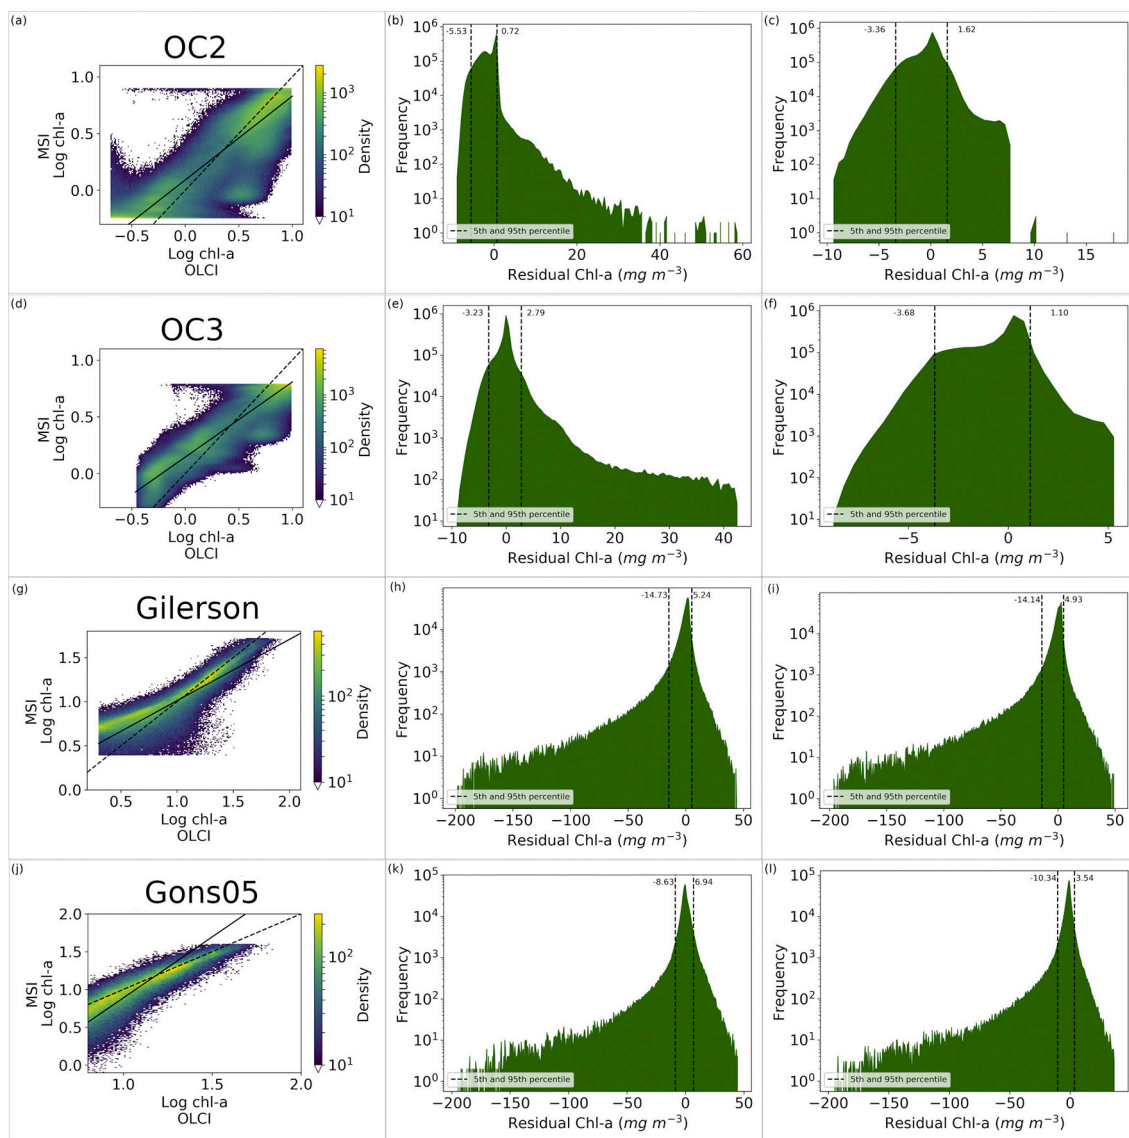 (a)
OC2
MSI
Log chl-a
1.0
0.5
0.0
−0.5 0.0 0.5 1.0
Log chl-a
OLCI
10³
10²
10¹
Density
(b)
-5.53 0.72
Frequency
10⁶
10⁵
10⁴
10³
10²
10¹
10⁰
5th and 95th percentile
0 20 40 60
Residual Chl-a (mg m⁻³)
(c)
-3.36 1.62
Frequency
10⁶
10⁵
10⁴
10³
10²
10¹
10⁰
5th and 95th percentile
−10 −5 0 5 10 15
Residual Chl-a (mg m⁻³)
(d)
OC3
MSI
Log chl-a
1.0
0.5
0.0
−0.5 0.0 0.5 1.0
Log chl-a
OLCI
10³
10²
10¹
Density
(e)
-3.23 2.79
Frequency
10⁶
10⁵
10⁴
10³
10²
10¹
5th and 95th percentile
−10 0 10 20 30 40
Residual Chl-a (mg m⁻³)
(f)
-3.68 1.10
Frequency
10⁶
10⁵
10⁴
10³
10²
10¹
5th and 95th percentile
−5 0 5
Residual Chl-a (mg m⁻³)
(g)
Gilerson
MSI
Log chl-a
1.5
1.0
0.5
0.0
0.5 1.0 1.5 2.0
Log chl-a
OLCI
10²
10¹
Density
(h)
-14.73 5.24
Frequency
10⁴
10³
10²
10¹
10⁰
5th and 95th percentile
−200 −150 −100 −50 0 50
Residual Chl-a (mg m⁻³)
(i)
-14.14 4.93
Frequency
10⁴
10³
10²
10¹
10⁰
5th and 95th percentile
−200 −150 −100 −50 0 50
Residual Chl-a (mg m⁻³)
(j)
Gons05
MSI
Log chl-a
2.0
1.5
1.0
0.5
0.0
1.0 1.5 2.0
Log chl-a
OLCI
10²
10¹
Density
(k)
-8.63 6.94
Frequency
10⁵
10⁴
10³
10²
10¹
10⁰
5th and 95th percentile
−200 −150 −100 −50 0 50
Residual Chl-a (mg m⁻³)
(l)
-10.34 3.54
Frequency
10⁵
10⁴
10³
10²
10¹
10⁰
5th and 95th percentile
−200 −150 −100 −50 0
Residual Chl-a (mg m⁻³)